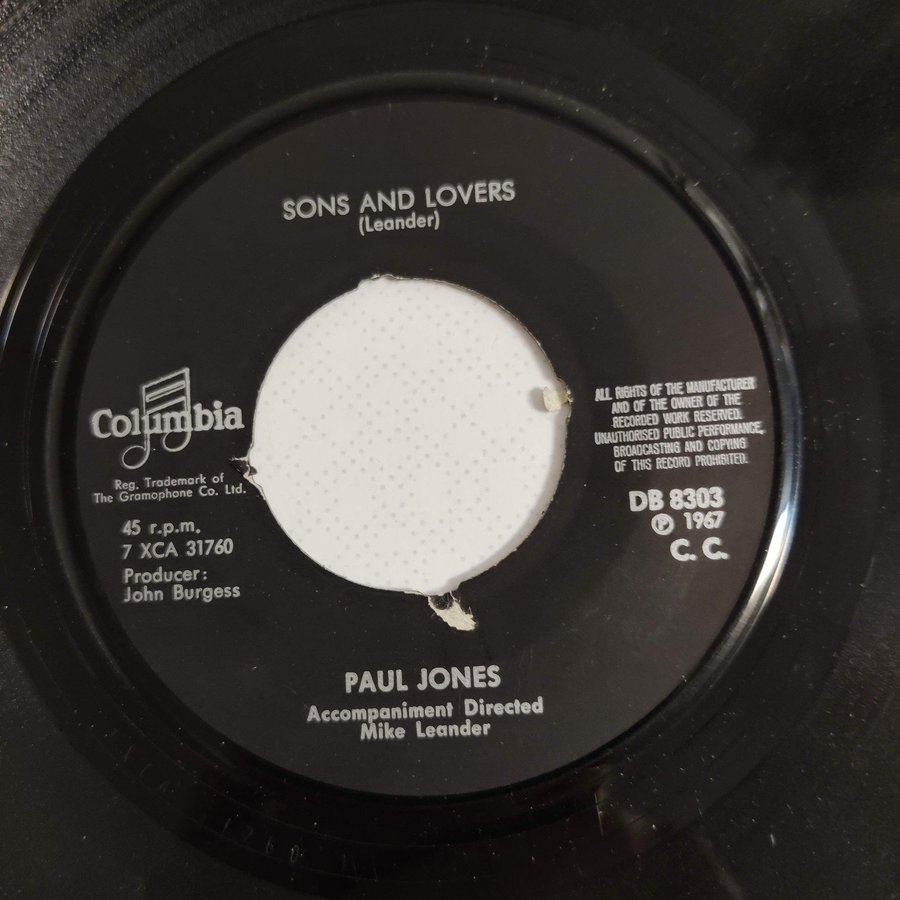 SONS AND LOVERS
(Leander)
Columbia
Reg. Trademark of
The Gramophone Co. Ltd.
45 r.p.m.
7 XCA 31760
Producer:
John Burgess
ALL RIGHTS OF THE MANUFACTURER
AND OF THE OWNER OF THE
RECORDED WORK RESERVED.
UNAUTHORISED PUBLIC PERFORMANCE,
BROADCASTING AND COPYING
OF THIS RECORD PROHIBITED.
DB 8303
℗ 1967
C. C.
PAUL JONES
Accompaniment Directed
Mike Leander